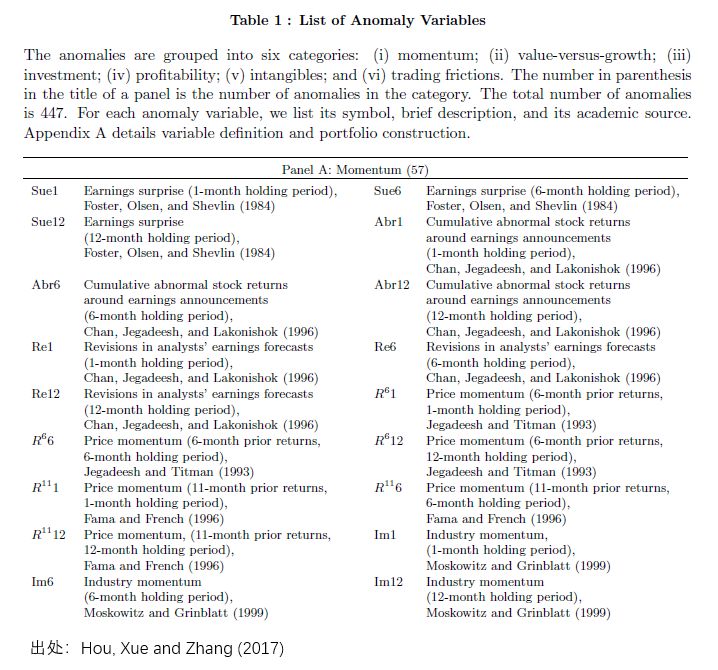 Table 1 : List of Anomaly Variables
The anomalies are grouped into six categories: (i) momentum; (ii) value-versus-growth; (iii)
investment; (iv) profitability; (v) intangibles; and (vi) trading frictions. The number in parenthesis
in the title of a panel is the number of anomalies in the category. The total number of anomalies
is 447. For each anomaly variable, we list its symbol, brief description, and its academic source.
Appendix A details variable definition and portfolio construction.
Panel A: Momentum (57)
Sue1 Earnings surprise (1-month holding period), Sue6 Earnings surprise (6-month holding period),
Foster, Olsen, and Shevlin (1984) Foster, Olsen, and Shevlin (1984)
Sue12 Earnings surprise Abr1 Cumulative abnormal stock returns
(12-month holding period), around earnings announcements
Foster, Olsen, and Shevlin (1984) (1-month holding period),
Chan, Jegadeesh, and Lakonishok (1996)
Abr6 Cumulative abnormal stock returns Abr12 Cumulative abnormal stock returns
around earnings announcements around earnings announcements
(6-month holding period), (12-month holding period),
Chan, Jegadeesh, and Lakonishok (1996) Chan, Jegadeesh, and Lakonishok (1996)
Re1 Revisions in analysts' earnings forecasts Re6 Revisions in analysts' earnings forecasts
(1-month holding period), (6-month holding period),
Chan, Jegadeesh, and Lakonishok (1996) Chan, Jegadeesh, and Lakonishok (1996)
Re12 Revisions in analysts' earnings forecasts R⁶1 Price momentum (6-month prior returns,
(12-month holding period), 1-month holding period),
Chan, Jegadeesh, and Lakonishok (1996) Jegadeesh and Titman (1993)
R⁶6 Price momentum (6-month prior returns, R⁶12 Price momentum (6-month prior returns,
6-month holding period), 12-month holding period),
Jegadeesh and Titman (1993) Jegadeesh and Titman (1993)
R¹¹1 Price momentum (11-month prior returns, R¹¹6 Price momentum (11-month prior returns,
1-month holding period), 6-month holding period),
Fama and French (1996) Fama and French (1996)
R¹¹12 Price momentum, (11-month prior returns, Im1 Industry momentum,
12-month holding period), (1-month holding period),
Fama and French (1996) Moskowitz and Grinblatt (1999)
Im6 Industry momentum Im12 Industry momentum
(6-month holding period), (12-month holding period),
Moskowitz and Grinblatt (1999) Moskowitz and Grinblatt (1999)
出处：Hou, Xue and Zhang (2017)